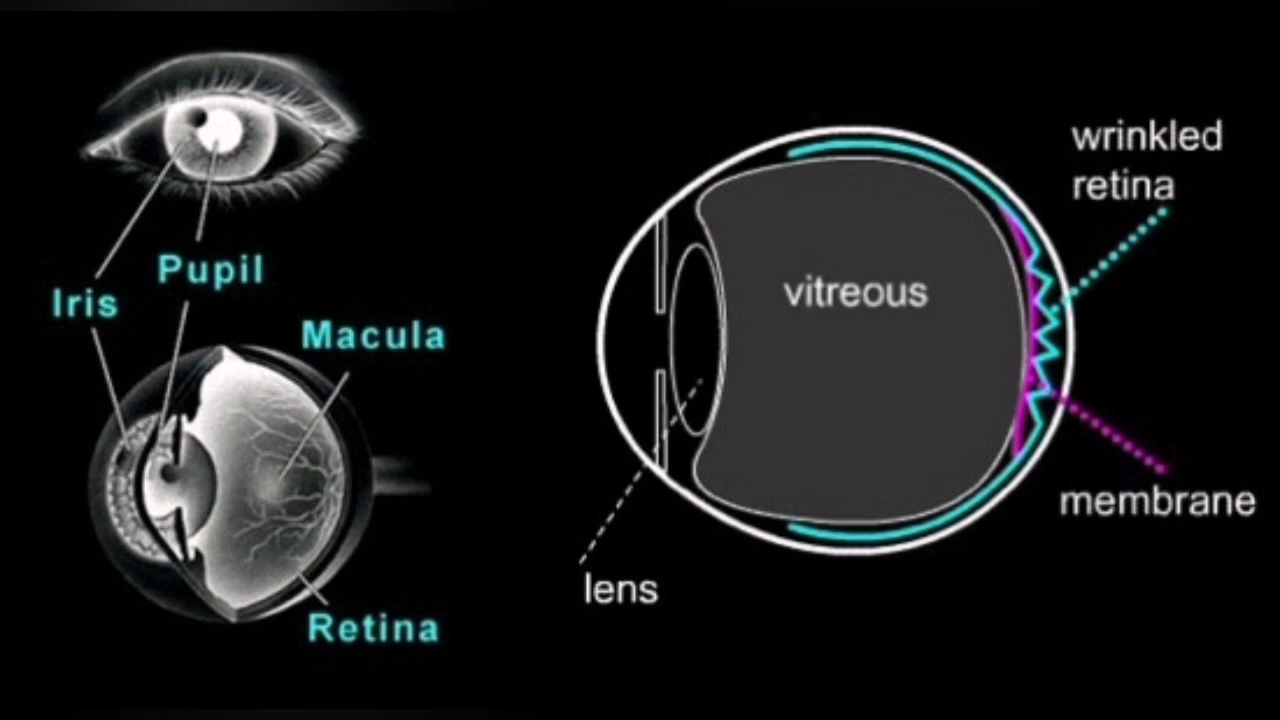 Pupil
Iris
Macula
Retina
wrinkled
retina
vitreous
membrane
lens